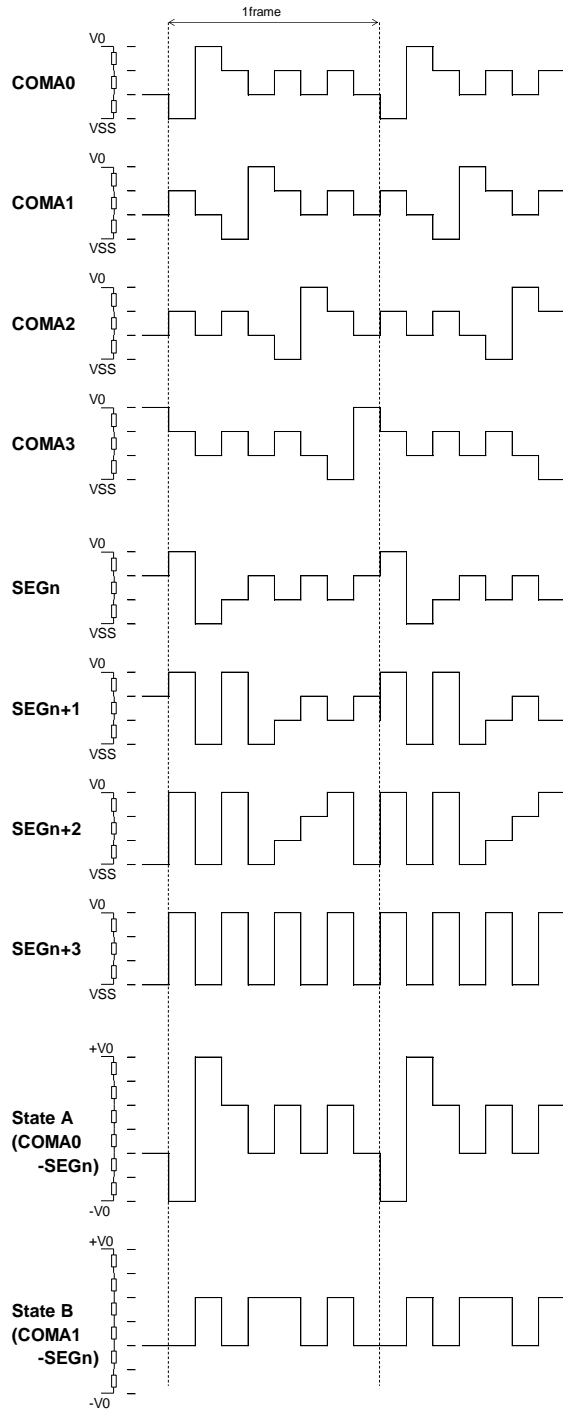 1frame
V0
COMA0
VSS
V0
COMA1
VSS
V0
COMA2
VSS
V0
COMA3
VSS
V0
SEGn
VSS
V0
SEGn+1
VSS
V0
SEGn+2
VSS
V0
SEGn+3
VSS
+V0
State A
(COMA0
-SEGn)
-V0
+V0
State B
(COMA1
-SEGn)
-V0